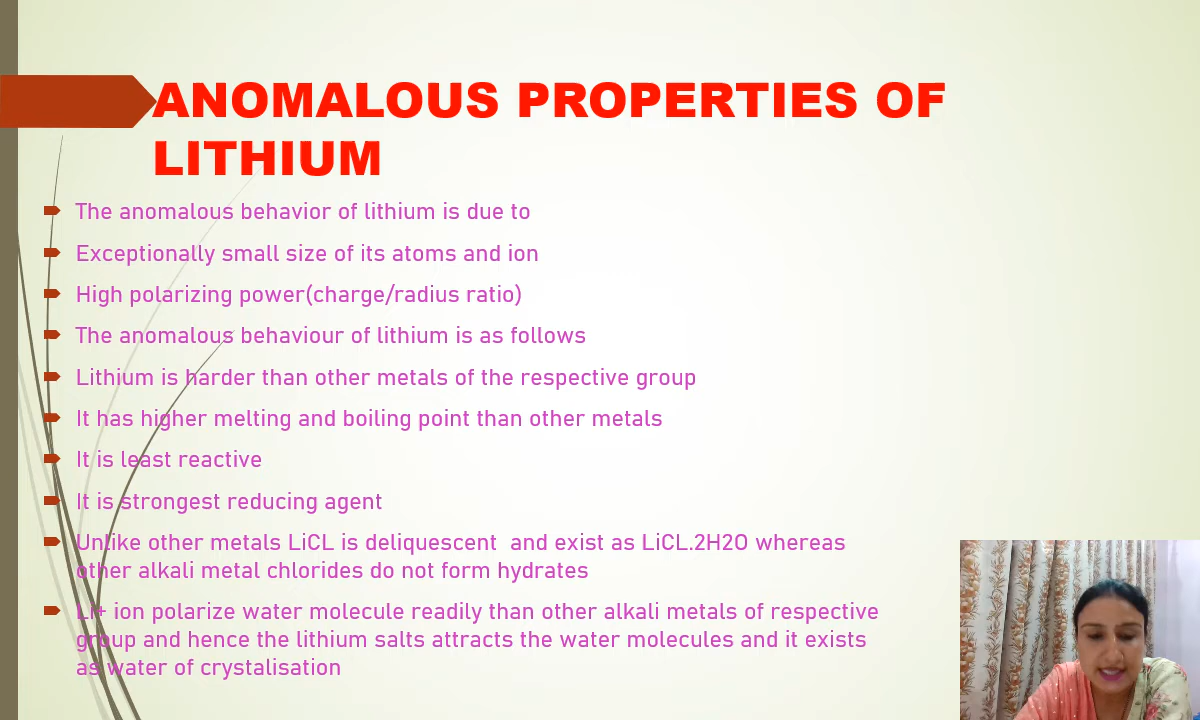 ANOMALOUS PROPERTIES OF
LITHIUM
The anomalous behavior of lithium is due to
Exceptionally small size of its atoms and ion
High polarizing power(charge/radius ratio)
The anomalous behaviour of lithium is as follows
Lithium is harder than other metals of the respective group
It has higher melting and boiling point than other metals
It is least reactive
It is strongest reducing agent
Unlike other metals LiCL is deliquescent  and exist as LiCL.2H2O whereas
other alkali metal chlorides do not form hydrates
Li+ ion polarize water molecule readily than other alkali metals of respective
group and hence the lithium salts attracts the water molecules and it exists
as water of crystalisation